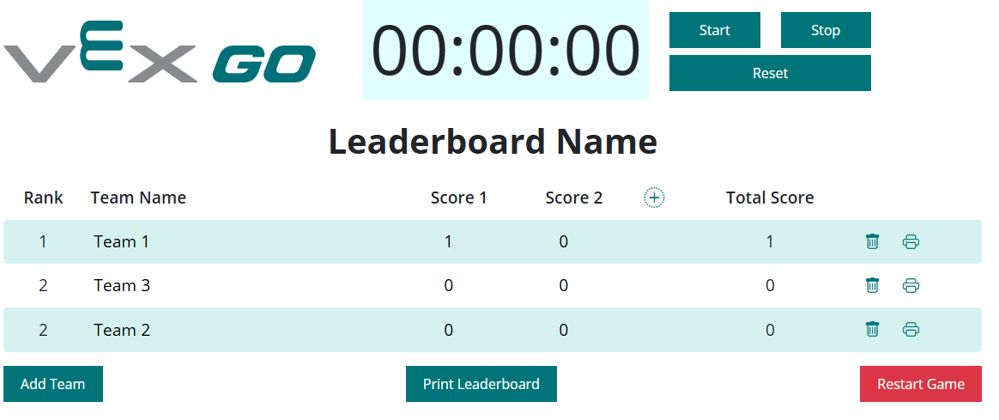 VEX GO
00:00:00
Start Stop
Reset
Leaderboard Name
Rank Team Name Score 1 Score 2 + Total Score
1 Team 1 1 0 1
2 Team 3 0 0 0
2 Team 2 0 0 0
Add Team Print Leaderboard Restart Game